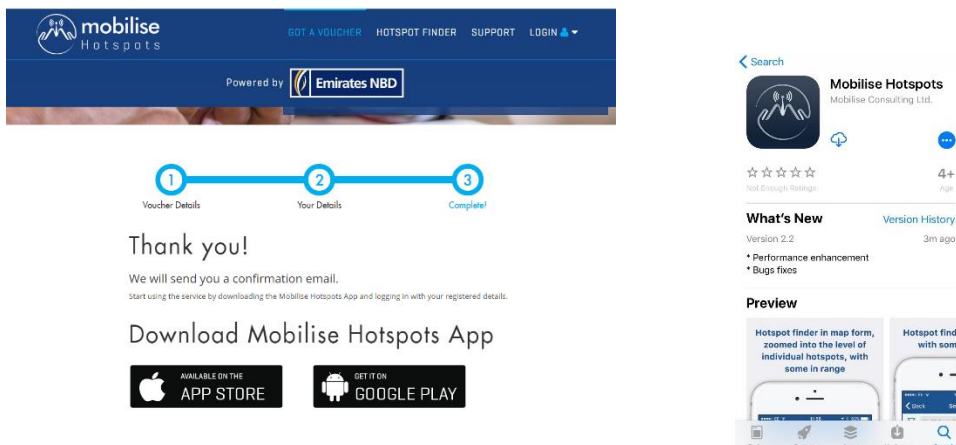 mobilise
Hotspots
GOT A VOUCHER HOTSPOT FINDER SUPPORT LOGIN
Powered by Emirates NBD
1 2 3
Voucher Details Your Details Complete!
Thank you!
We will send you a confirmation email.
Start using the service by downloading the Mobilise Hotspots App and logging in with your registered details.
Download Mobilise Hotspots App
AVAILABLE ON THE
APP STORE
GET IT ON
GOOGLE PLAY
Search
Mobilise Hotspots
Mobilise Consulting Ltd.
4+
Not Enough Ratings
Age
What's New Version History
Version 2.2 3m ago
* Performance enhancement
* Bugs fixes
Preview
Hotspot finder in map form,
zoomed into the level of
individual hotspots, with
some in range
Hotspot find
with som
Back